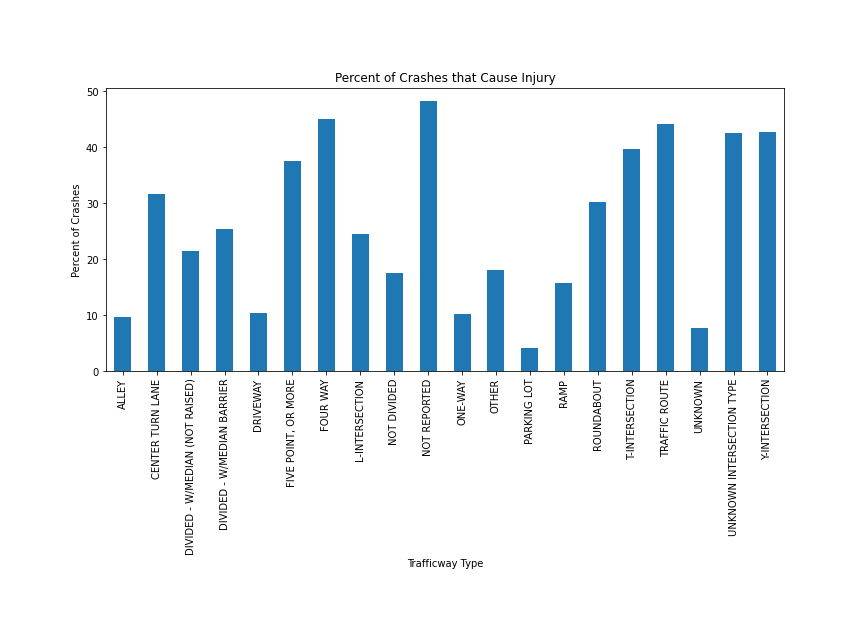 Percent of Crashes that Cause Injury
Percent of Crashes
50
40
30
20
10
0
ALLEY
CENTER TURN LANE
DIVIDED - W/MEDIAN (NOT RAISED)
DIVIDED - W/MEDIAN BARRIER
DRIVEWAY
FIVE POINT, OR MORE
FOUR WAY
L-INTERSECTION
NOT DIVIDED
NOT REPORTED
ONE-WAY
OTHER
PARKING LOT
RAMP
ROUNDABOUT
T-INTERSECTION
TRAFFIC ROUTE
UNKNOWN
UNKNOWN INTERSECTION TYPE
Y-INTERSECTION
Trafficway Type